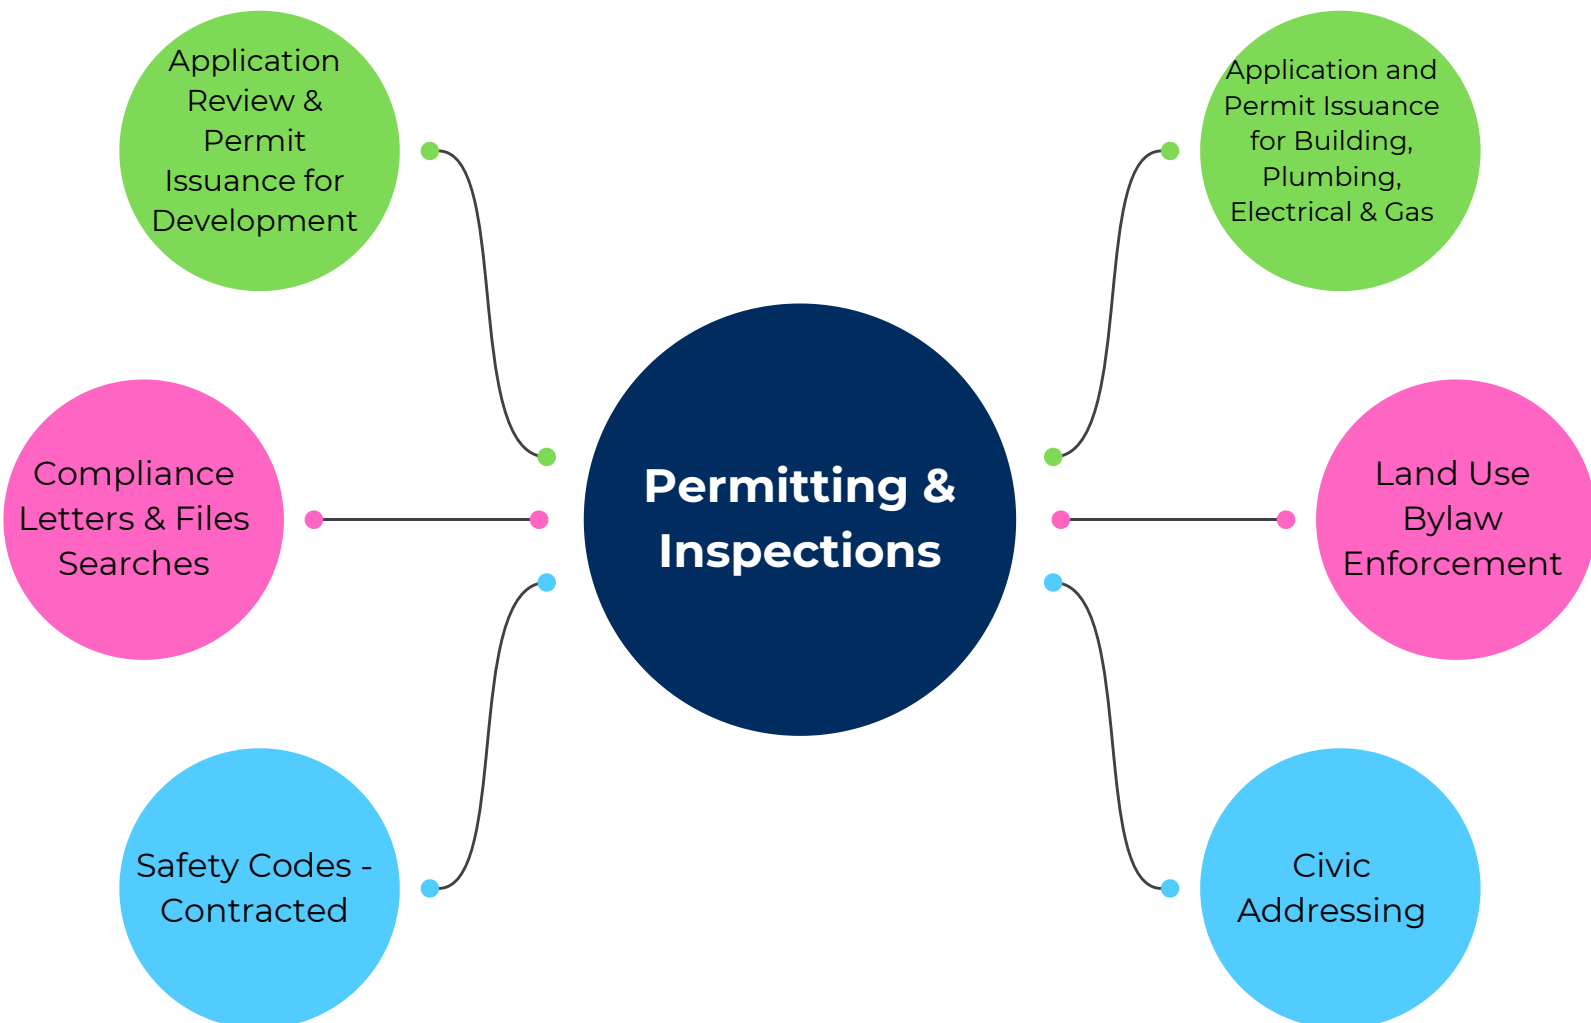 Application
Review &
Permit
Issuance for
Development
Application and
Permit Issuance
for Building,
Plumbing,
Electrical & Gas
Compliance
Letters & Files
Searches
Permitting &
Inspections
Land Use
Bylaw
Enforcement
Safety Codes -
Contracted
Civic
Addressing